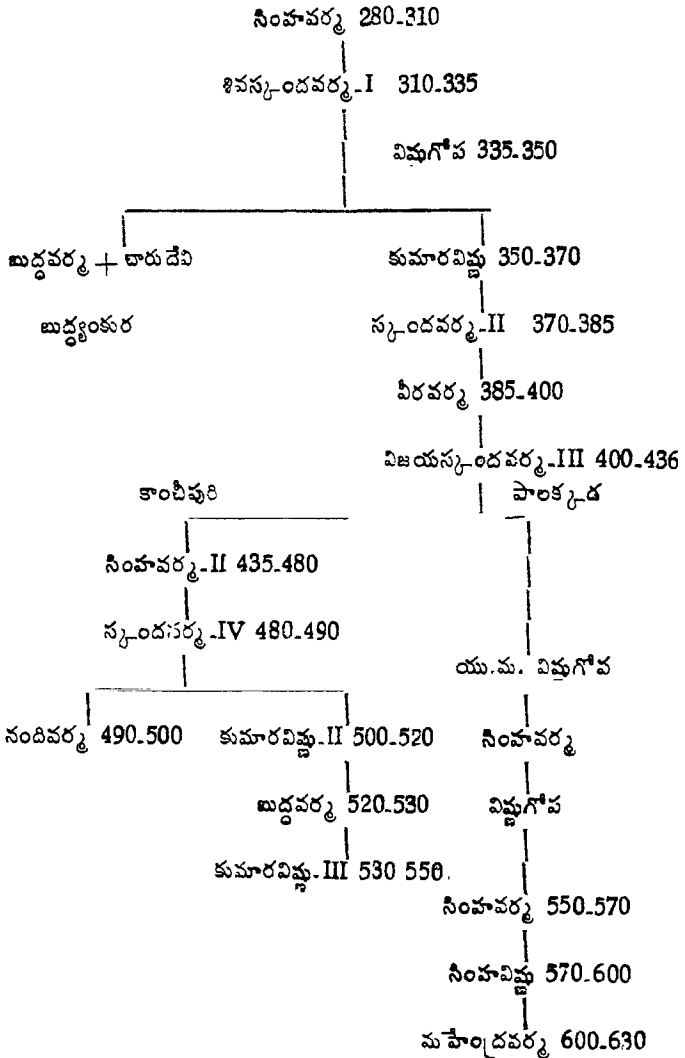 సింహవర్మ 280-310
శివస్కందవర్మ-I 310-335
విష్ణుగోప 335-350
బుద్ధవర్మ + చారుదేవి కుమారవిష్ణు 350-370
బుద్ధ్యంకుర స్కందవర్మ-II 370-385
వీరవర్మ 385-400
విజయస్కందవర్మ-III 400-436
కాంచీపురి పాలక్కడ
సింహవర్మ-II 435-480
స్కందవర్మ-IV 480-490
యు.మ. విష్ణుగోప
నందివర్మ 490-500 కుమారవిష్ణు-II 500-520 సింహవర్మ
బుద్ధవర్మ 520-530 విష్ణుగోప
కుమారవిష్ణు-III 530 550.
సింహవర్మ 550-570
సింహవిష్ణు 570-600
మహేంద్రవర్మ 600-630